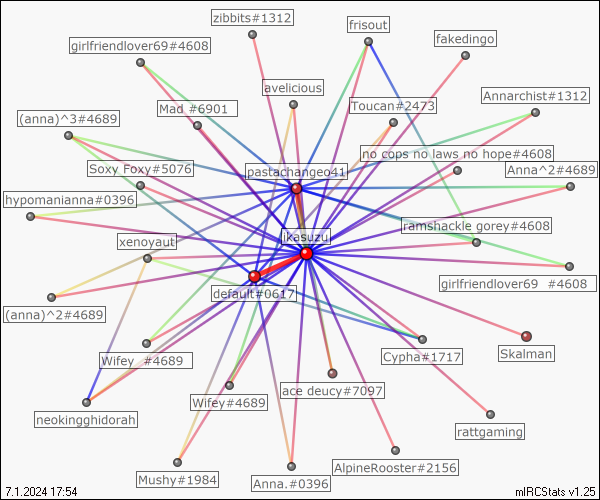 zibbits#1312
frisout
girlfriendlover69#4608
fakedingo
avelicious
Annarchist#1312
Mad #6901
Toucan#2473
(anna)^3#4689
no cops no laws no hope#4608
pastachangeo41
Soxy Foxy#5076
Anna^2#4689
hypomanianna#0396
ramshackle gorey#4608
ikasuzu
xenoyaut
girlfriendlover69 #4608
default#0617
(anna)^2#4689
Skalman
Cypha#1717
Wifey #4689
ace deucy#7097
Wifey#4689
neokingghidorah
rattgaming
AlpineRooster#2156
Mushy#1984
Anna.#0396
7.1.2024 17:54
mIRCStats v1.25